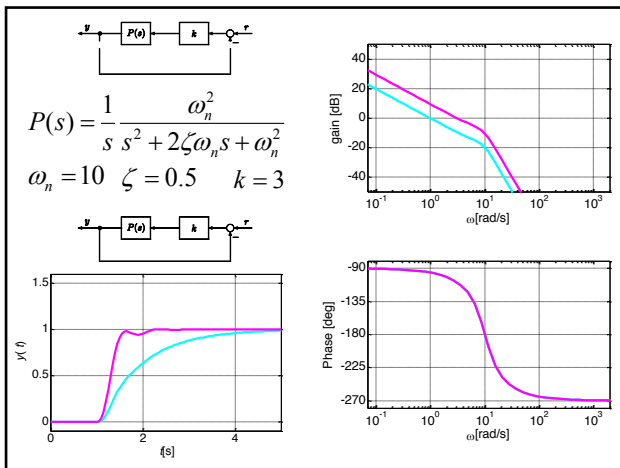 y P(s) k r
−
P(s) = \frac{1}{s} \frac{ω_n^2}{s^2 + 2ζω_n s + ω_n^2}
ω_n = 10 ζ = 0.5 k = 3
y P(s) k r
−
1.5
1
0.5
0
y( t)
0 2 4
t[s]
40
20
0
-20
-40
gain [dB]
10^{-1} 10^0 10^1 10^2 10^3
ω[rad/s]
-90
-135
-180
-225
-270
Phase [deg]
10^{-1} 10^0 10^1 10^2 10^3
ω[rad/s]